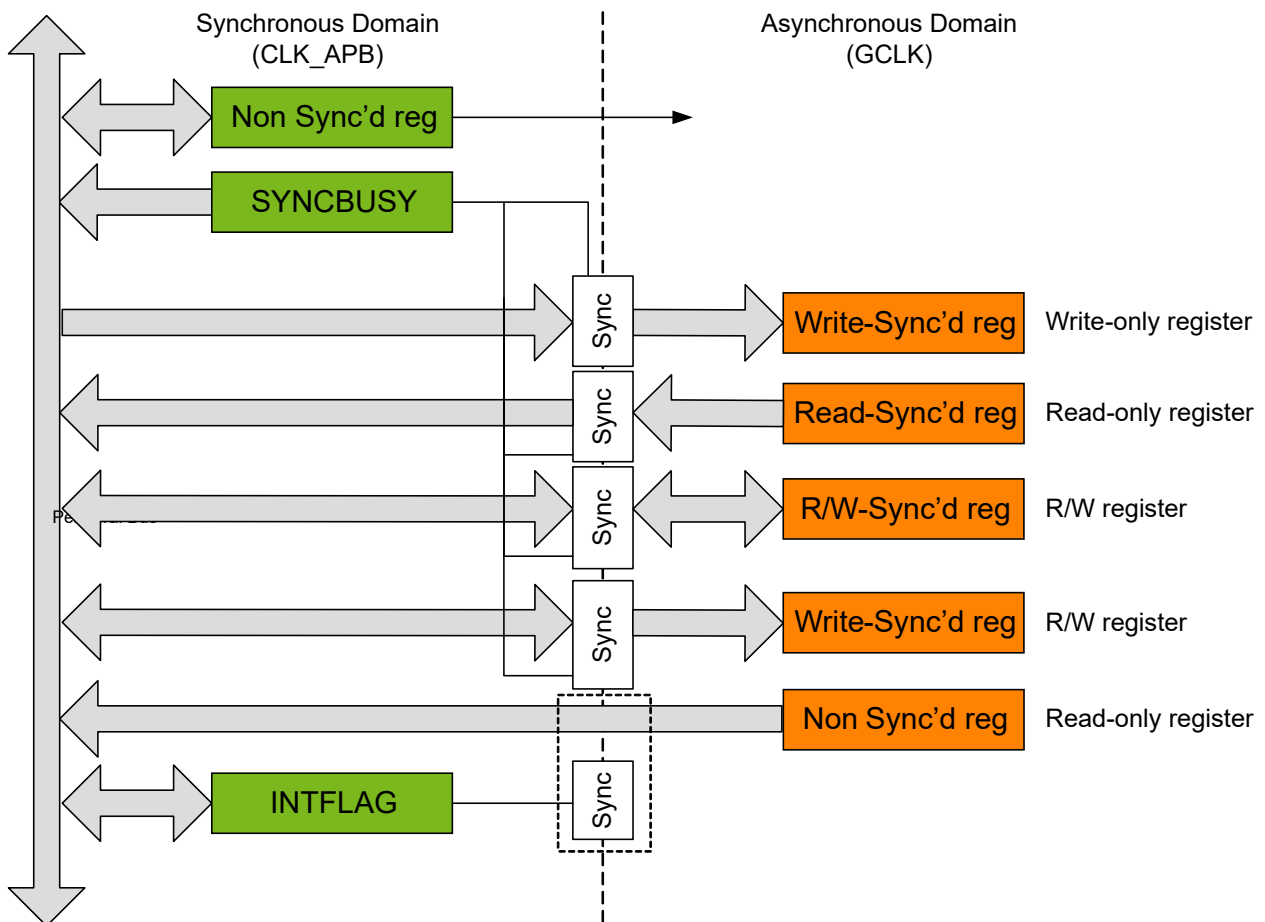 Synchronous Domain
(CLK_APB)
Asynchronous Domain
(GCLK)
Non Sync’d reg
SYNCBUSY
Sync
Write-Sync’d reg
Write-only register
Sync
Read-Sync’d reg
Read-only register
Sync
R/W-Sync’d reg
R/W register
Sync
Write-Sync’d reg
R/W register
Non Sync’d reg
Read-only register
INTFLAG
Sync